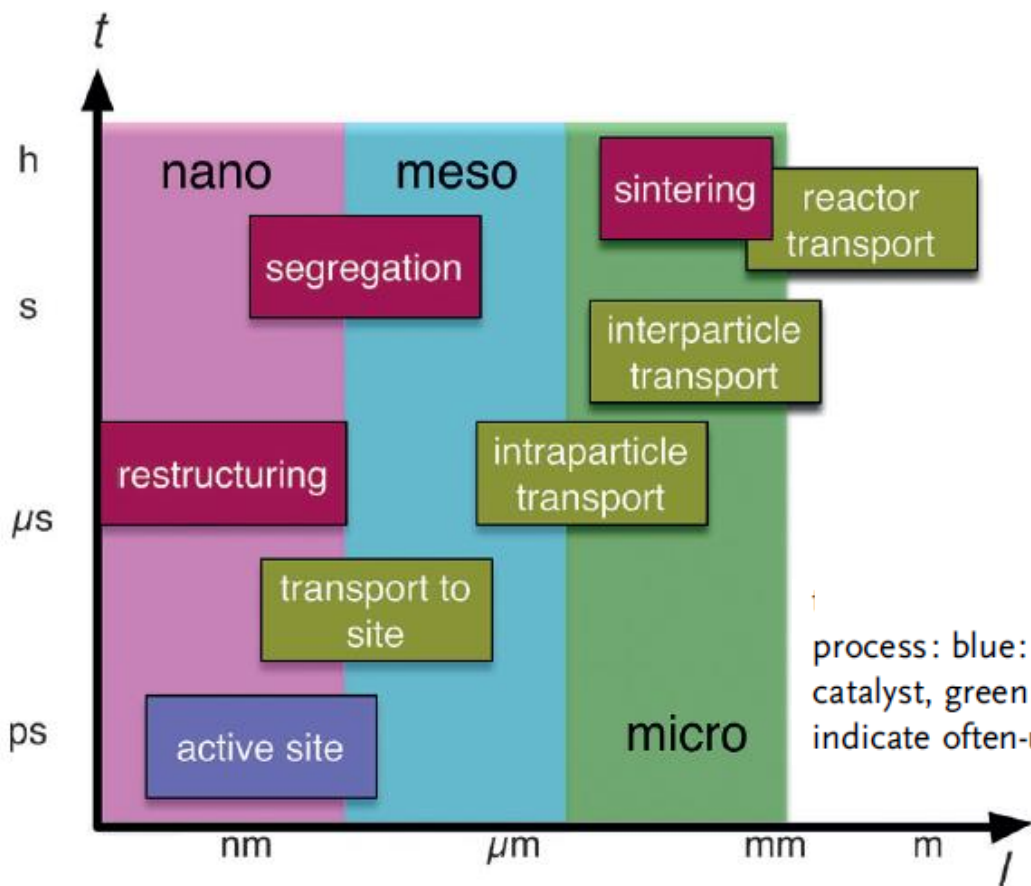 t
h
nano
meso
sintering
reactor
transport
segregation
s
interparticle
transport
restructuring
intraparticle
transport
μs
transport to
site
process: blue:
catalyst, green
indicate often-
ps
active site
micro
nm
μm
mm
m
l